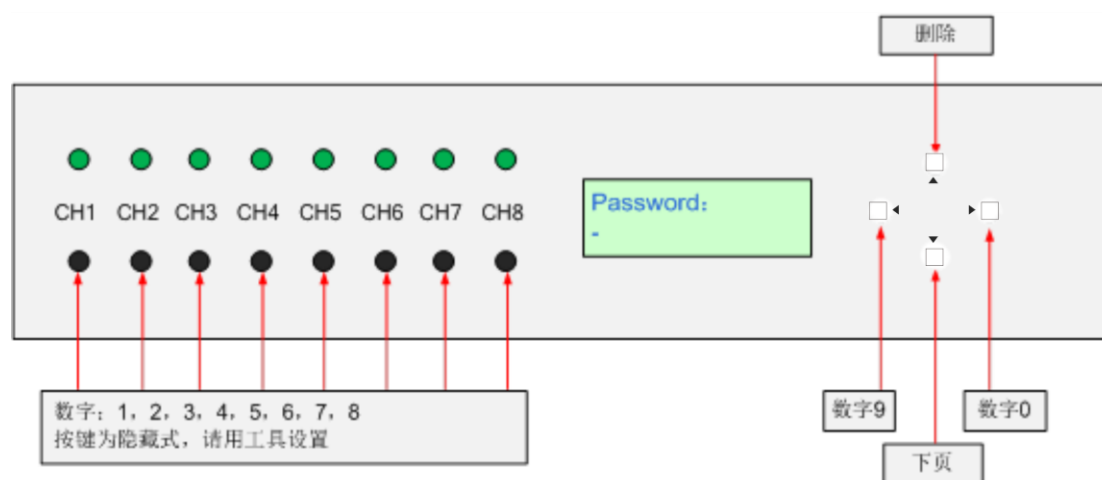 删除
CH1 CH2 CH3 CH4 CH5 CH6 CH7 CH8
Password：
-
数字：1，2，3，4，5，6，7，8
按键为隐藏式，请用工具设置
数字9
数字0
下页